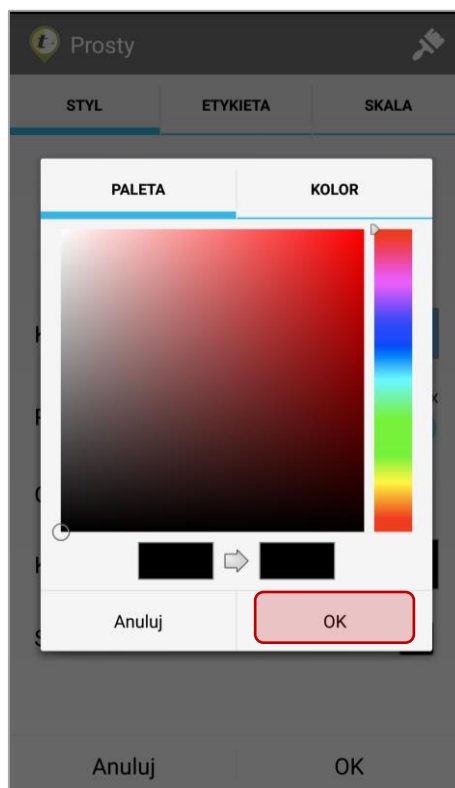 t
Prosty
STYL ETYKIETA SKALA
PALETA KOLOR
Anuluj OK
Anuluj OK